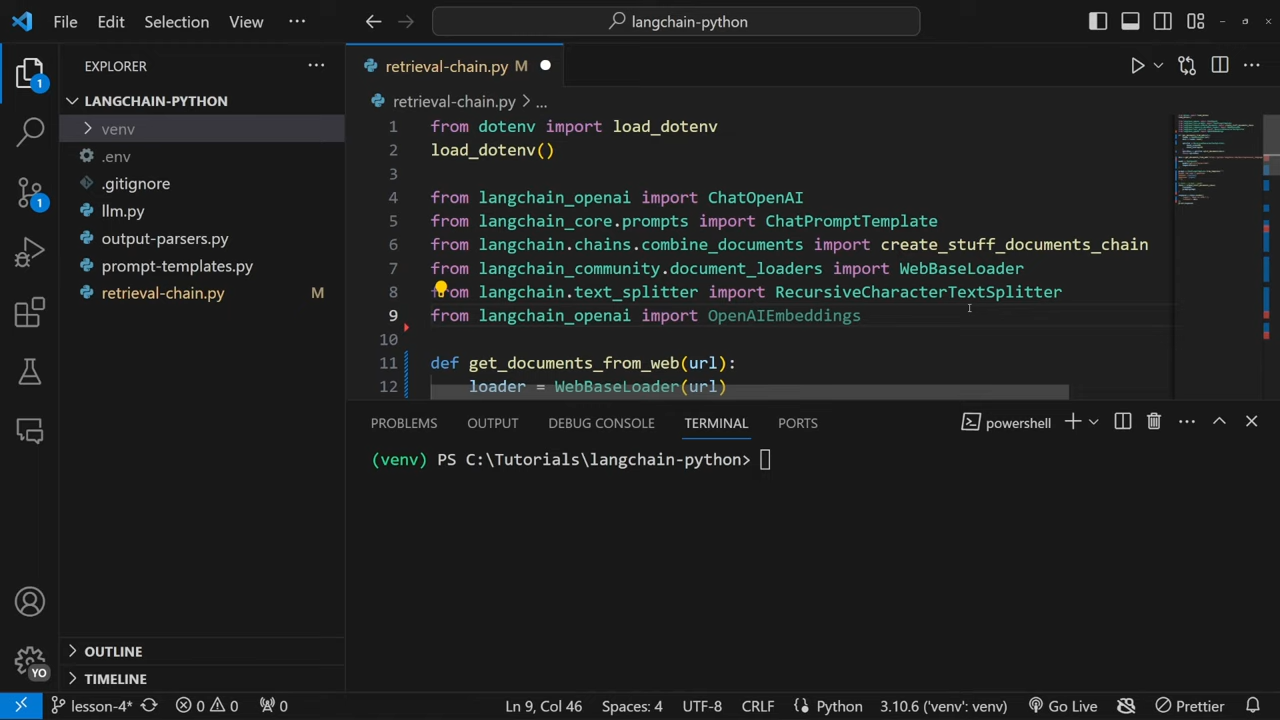 File Edit Selection View ··· langchain-python
EXPLORER ···
LANGCHAIN-PYTHON
venv
.env
.gitignore
llm.py
output-parsers.py
prompt-templates.py
retrieval-chain.py M
OUTLINE
TIMELINE
1
1
YO
retrieval-chain.py M
retrieval-chain.py > ...
1 from dotenv import load_dotenv
2 load_dotenv()
3
4 from langchain_openai import ChatOpenAI
5 from langchain_core.prompts import ChatPromptTemplate
6 from langchain.chains.combine_documents import create_stuff_documents_chain
7 from langchain_community.document_loaders import WebBaseLoader
8 from langchain.text_splitter import RecursiveCharacterTextSplitter
9 from langchain_openai import OpenAIEmbeddings
10
11 def get_documents_from_web(url):
12 loader = WebBaseLoader(url)
PROBLEMS OUTPUT DEBUG CONSOLE TERMINAL PORTS powershell
(venv) PS C:\Tutorials\langchain-python>
lesson-4* 0 0 0 Ln 9, Col 46 Spaces: 4 UTF-8 CRLF Python 3.10.6 ('venv': venv) Go Live Prettier